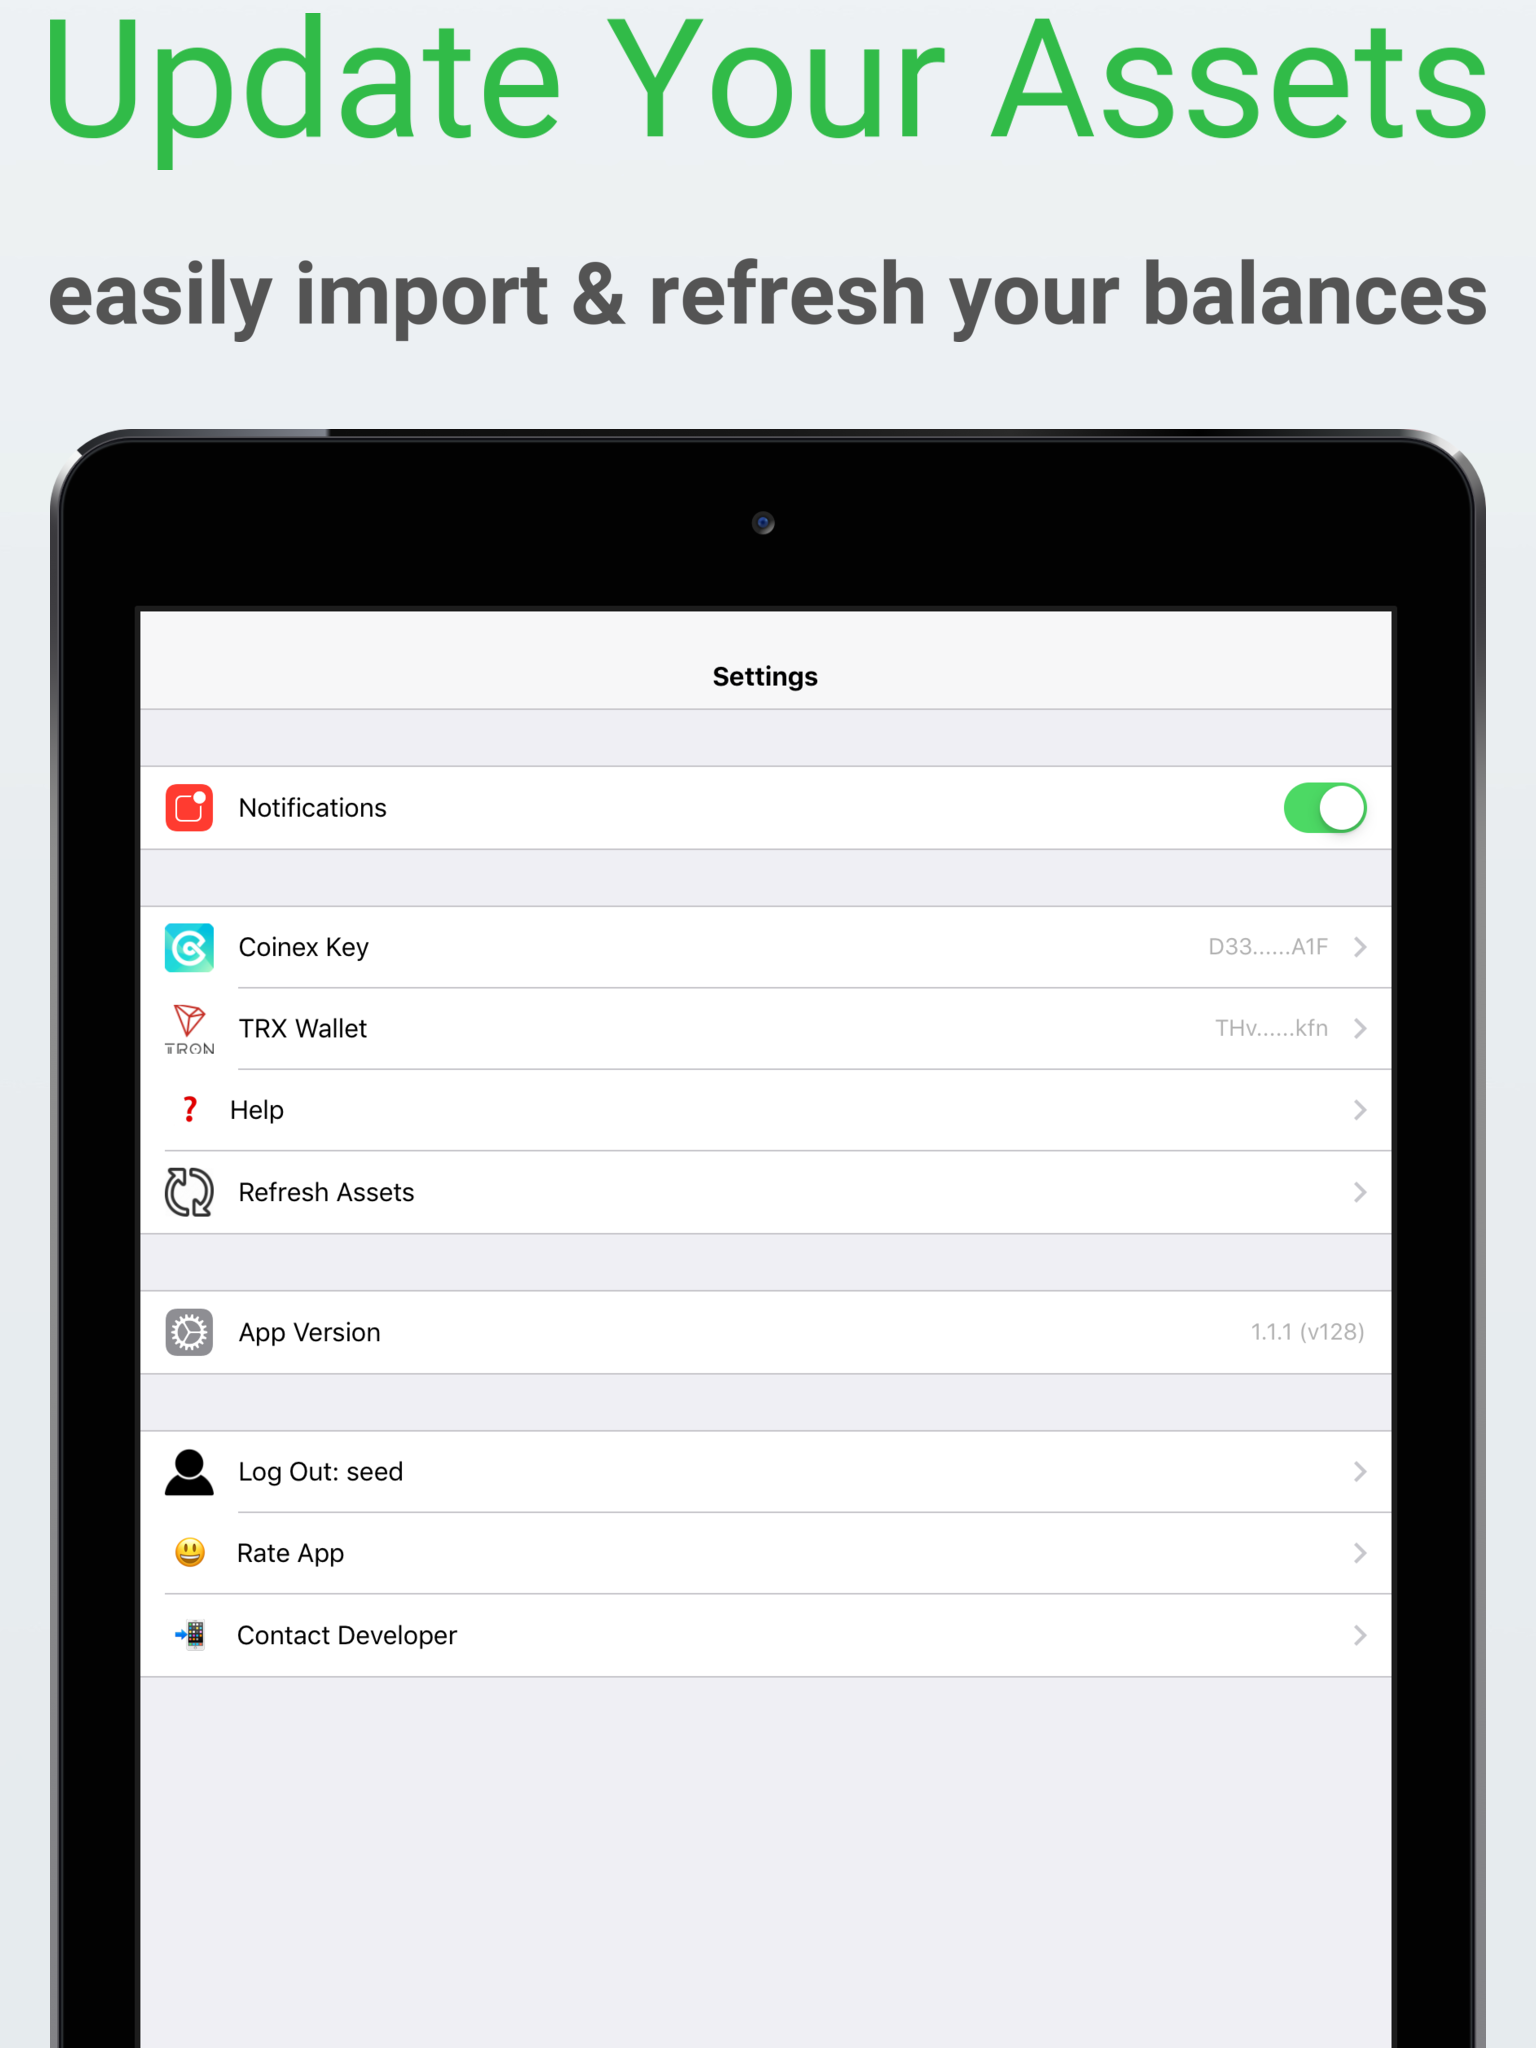 Update Your Assets
easily import & refresh your balances
Settings
Notifications
Coinex Key D33......A1F
TRX Wallet THv......kfn
TRON
? Help
Refresh Assets
App Version 1.1.1 (v128)
Log Out: seed
Rate App
Contact Developer